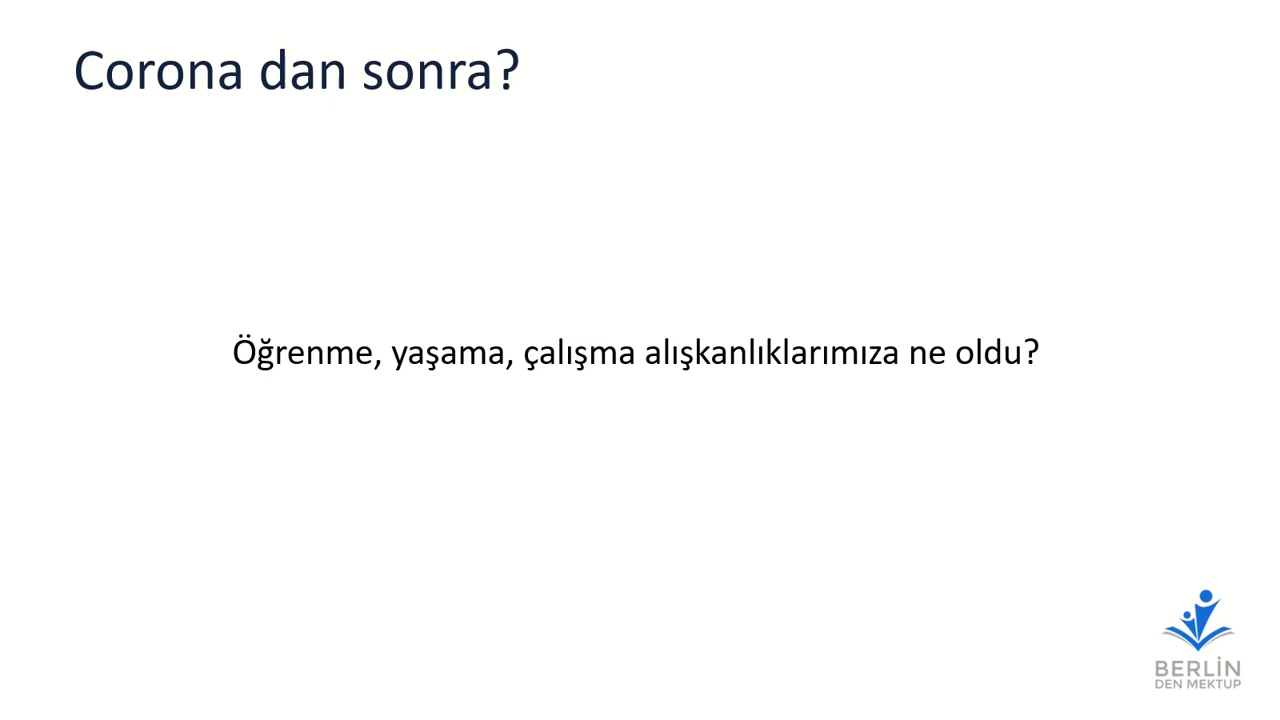 Corona dan sonra?
Öğrenme, yaşama, çalışma alışkanlıklarımıza ne oldu?
BERLİN
DEN MEKTUP